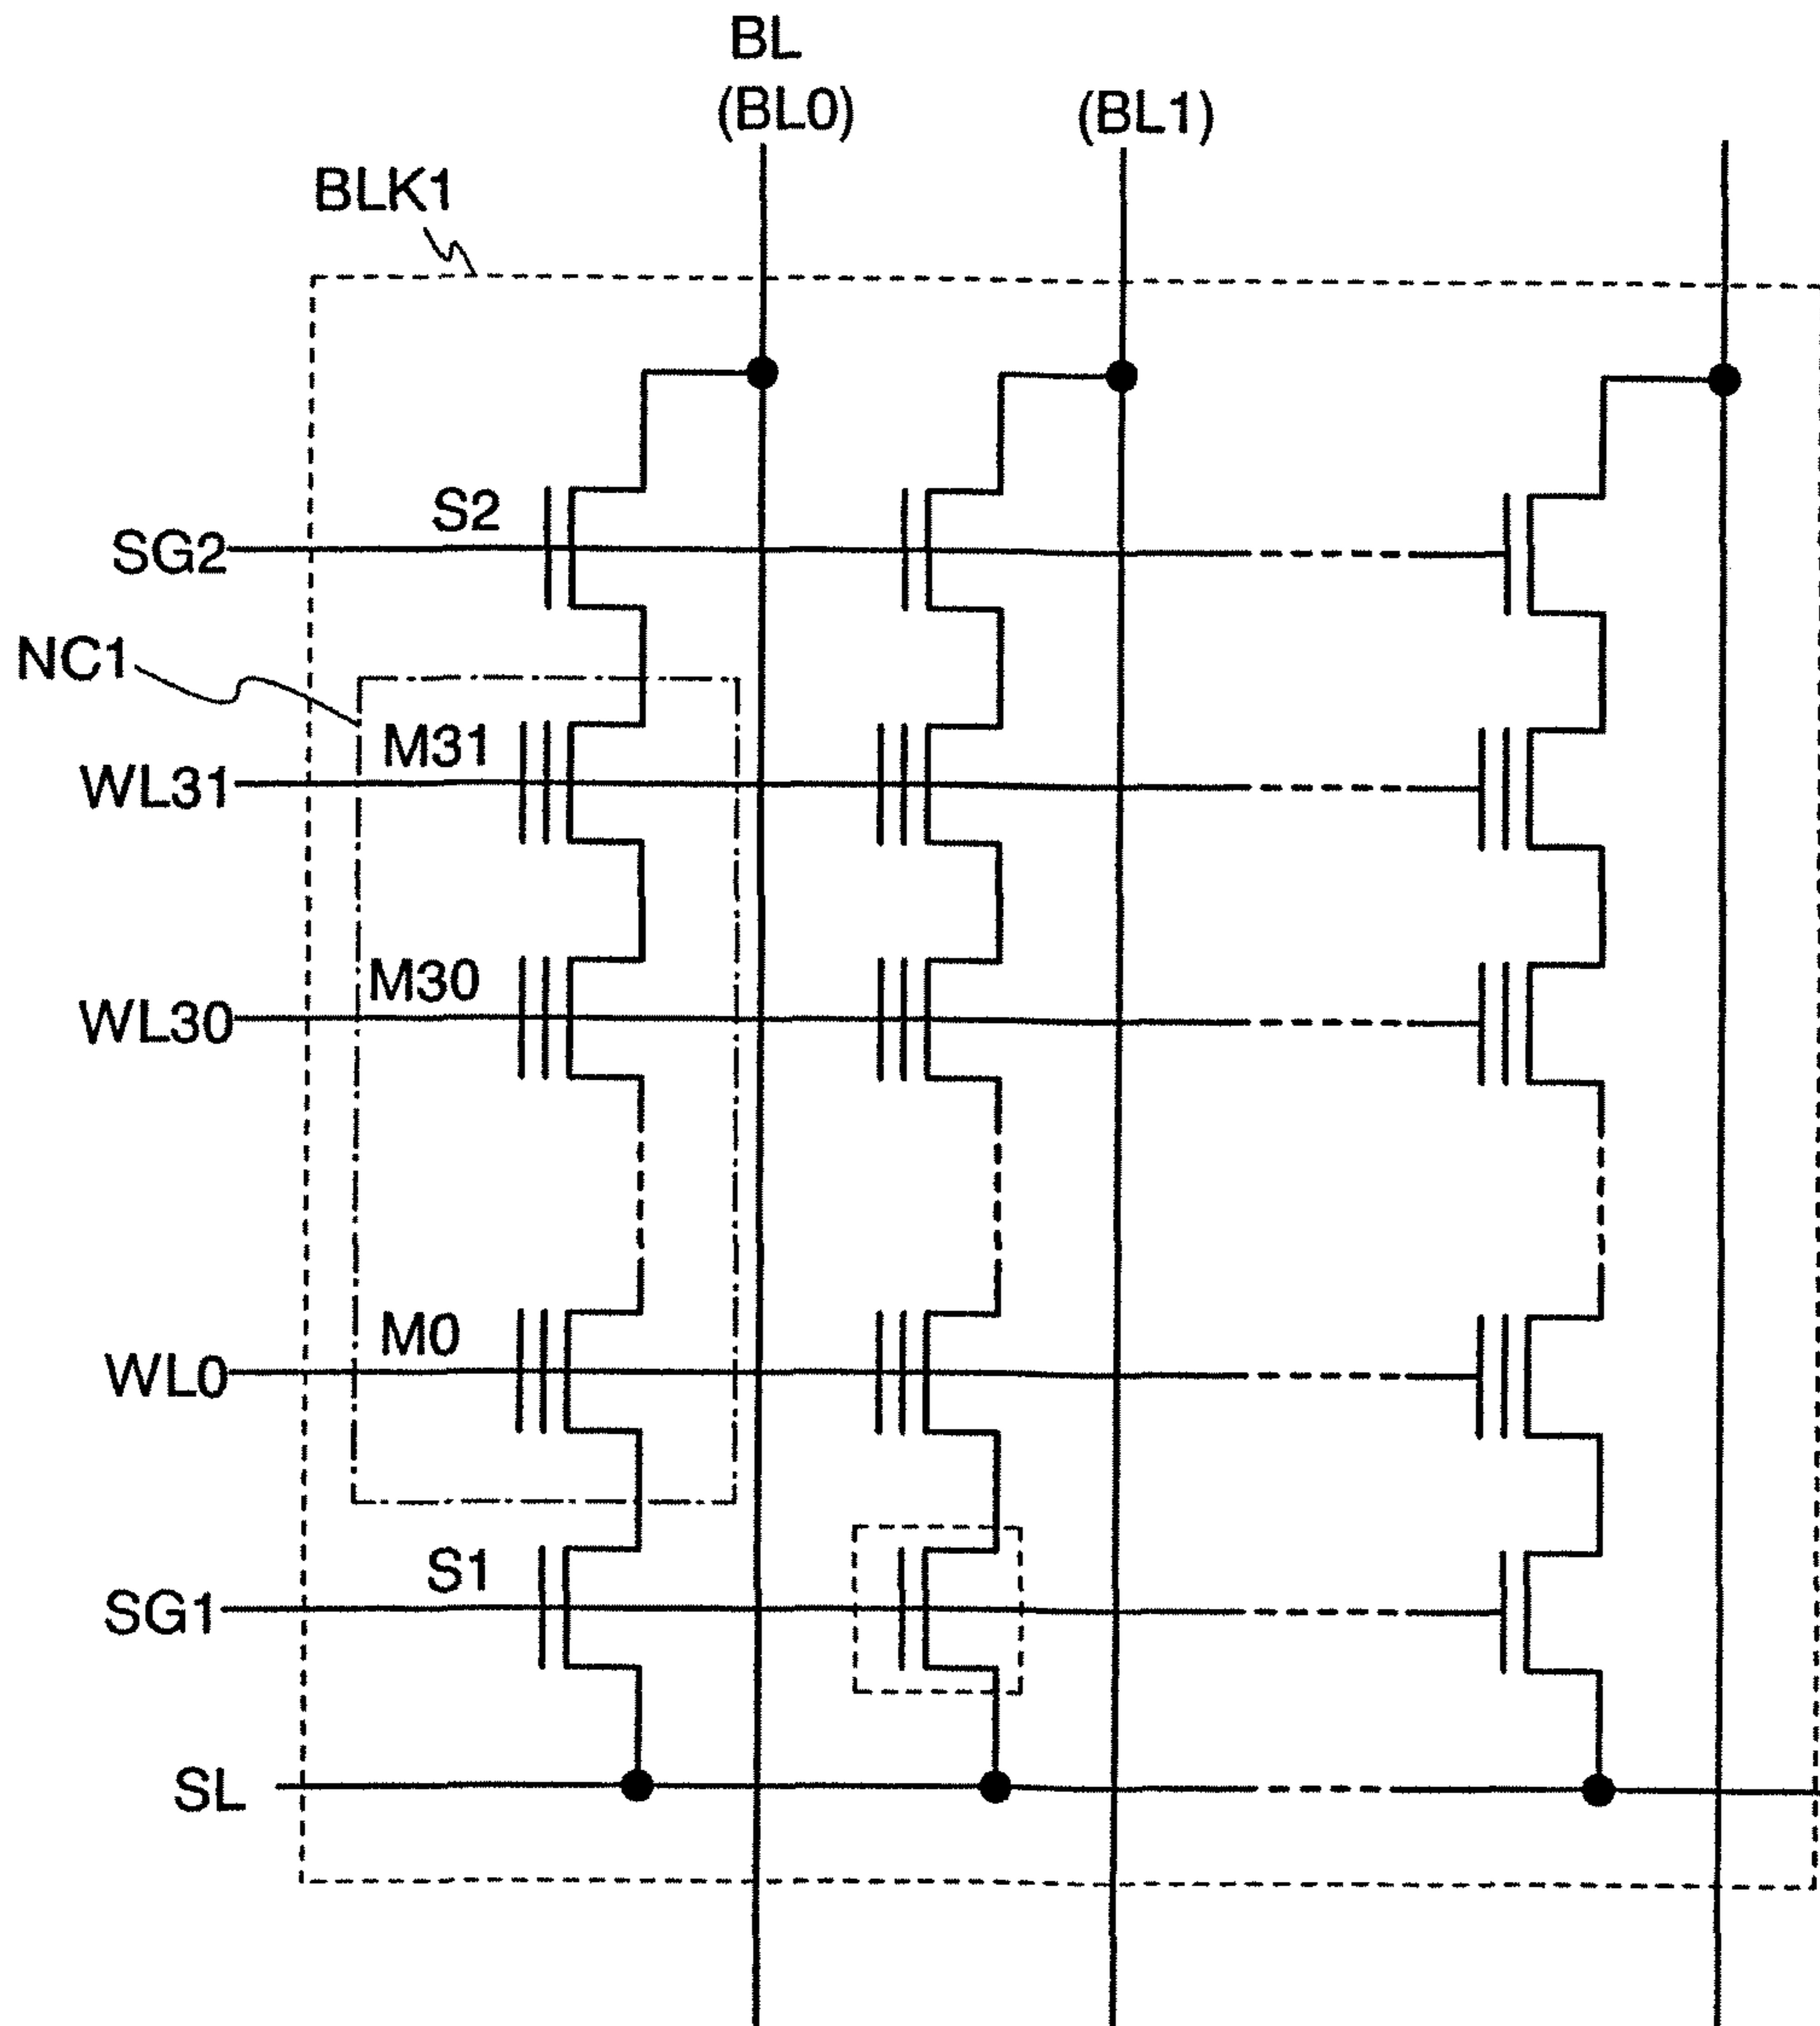 BL
(BL0)
(BL1)
BLK1
S2
SG2
NC1
M31
WL31
M30
WL30
M0
WL0
S1
SG1
SL